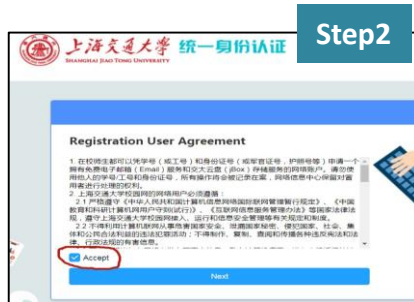 Step2
上海交通大学 统一身份认证
SHANGHAI JIAO TONG UNIVERSITY
Registration User Agreement
1. 在校师生都可以凭学号（或工号）和身份证号（或军官证号，护照号等）申请一个
拥有免费电子邮箱（Email）服务和交大云盘（jBox）存储服务的网络账户。请勿使
用他人的学号/工号和身份证号，所有操作将会被记录在案，网络信息中心保留对冒
用者进行处理的权利。
2. 上海交通大学校园网的网络用户必须遵循：
2.1 严格遵守《中华人民共和国计算机信息网络国际联网管理暂行规定》、《中国
教育和科研计算机网用户守则(试行)》、《互联网信息服务管理办法》等国家法律法
规，遵守上海交通大学校园网接入、运行和信息安全管理等有关规定和制度。
2.2 不得利用计算机联网从事危害国家安全、泄露国家秘密、侵犯国家、社会、集
体和公民合法利益的违法犯罪活动；不得制作、复制、查阅和传播各种违反宪法和法
律、行政法规的有害信息。
Accept
Next